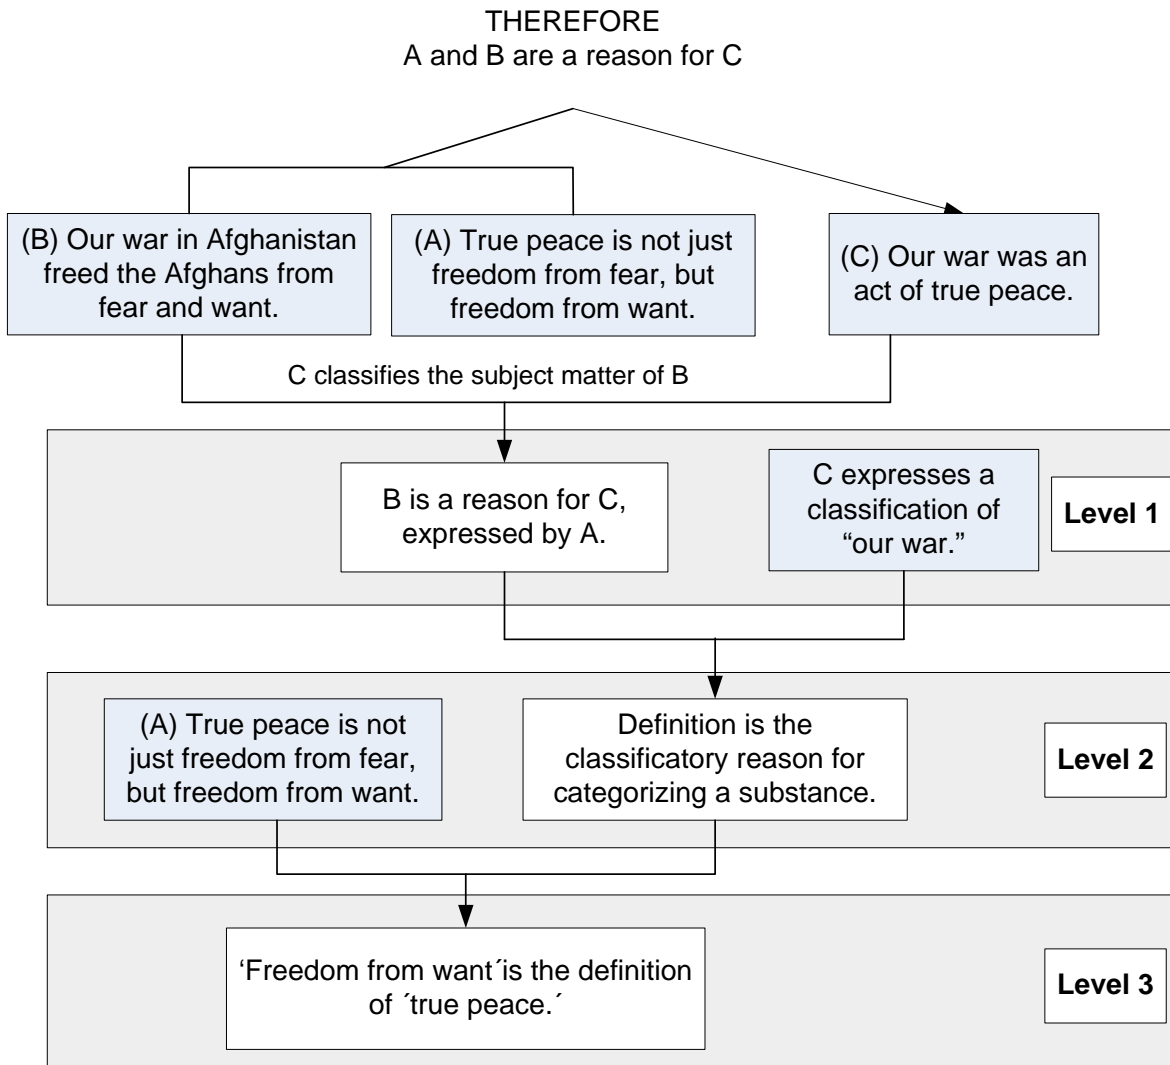 THEREFORE
A and B are a reason for C
(B) Our war in Afghanistan
freed the Afghans from
fear and want.
(A) True peace is not just
freedom from fear, but
freedom from want.
(C) Our war was an
act of true peace.
C classifies the subject matter of B
B is a reason for C,
expressed by A.
C expresses a
classification of
“our war.”
Level 1
(A) True peace is not
just freedom from fear,
but freedom from want.
Definition is the
classificatory reason for
categorizing a substance.
Level 2
‘Freedom from want´is the definition
of ´true peace.´
Level 3